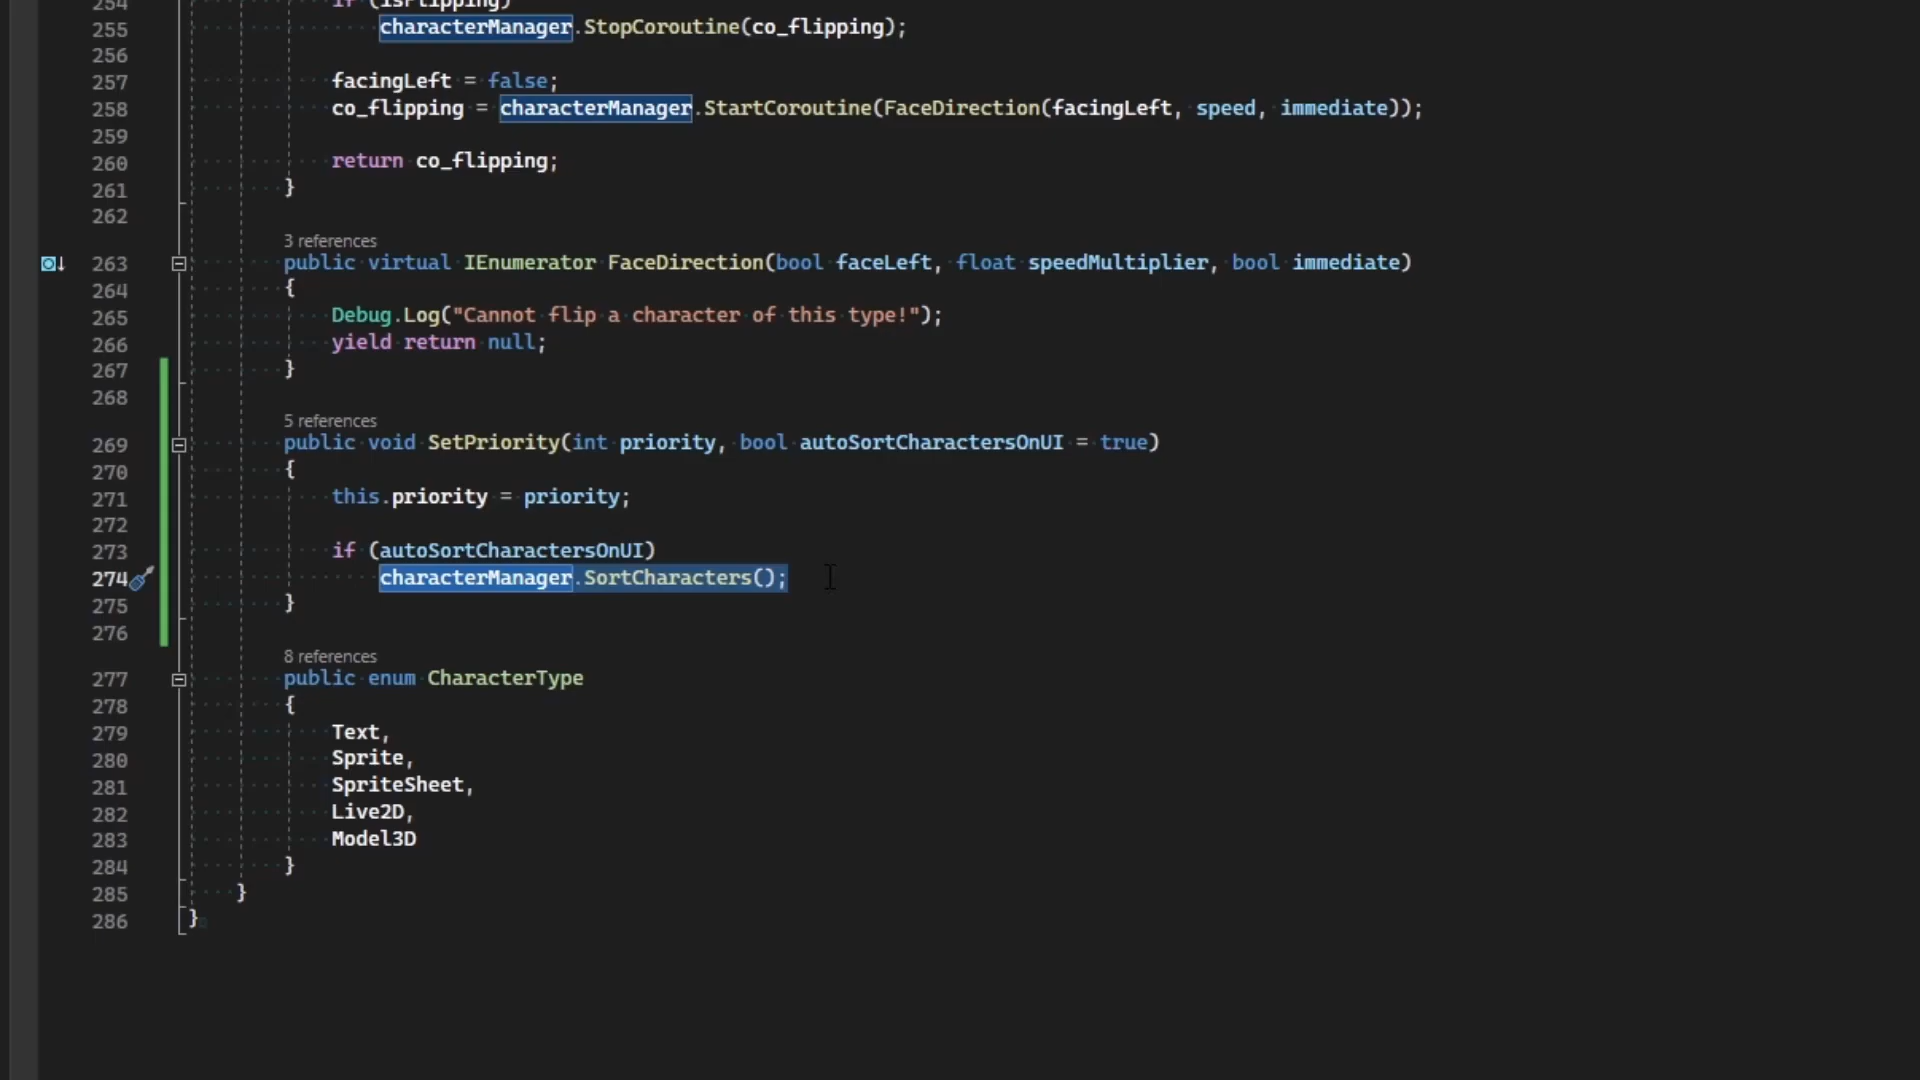 254 if (isFlipping)
255 characterManager.StopCoroutine(co_flipping);
256
257 facingLeft = false;
258 co_flipping = characterManager.StartCoroutine(FaceDirection(facingLeft, speed, immediate));
259
260 return co_flipping;
261 }
262
3 references
263 public virtual IEnumerator FaceDirection(bool faceLeft, float speedMultiplier, bool immediate)
264 {
265 Debug.Log("Cannot flip a character of this type!");
266 yield return null;
267 }
268
5 references
269 public void SetPriority(int priority, bool autoSortCharactersOnUI = true)
270 {
271 this.priority = priority;
272
273 if (autoSortCharactersOnUI)
274 characterManager.SortCharacters();
275 }
276
8 references
277 public enum CharacterType
278 {
279 Text,
280 Sprite,
281 SpriteSheet,
282 Live2D,
283 Model3D
284 }
285 }
286 }